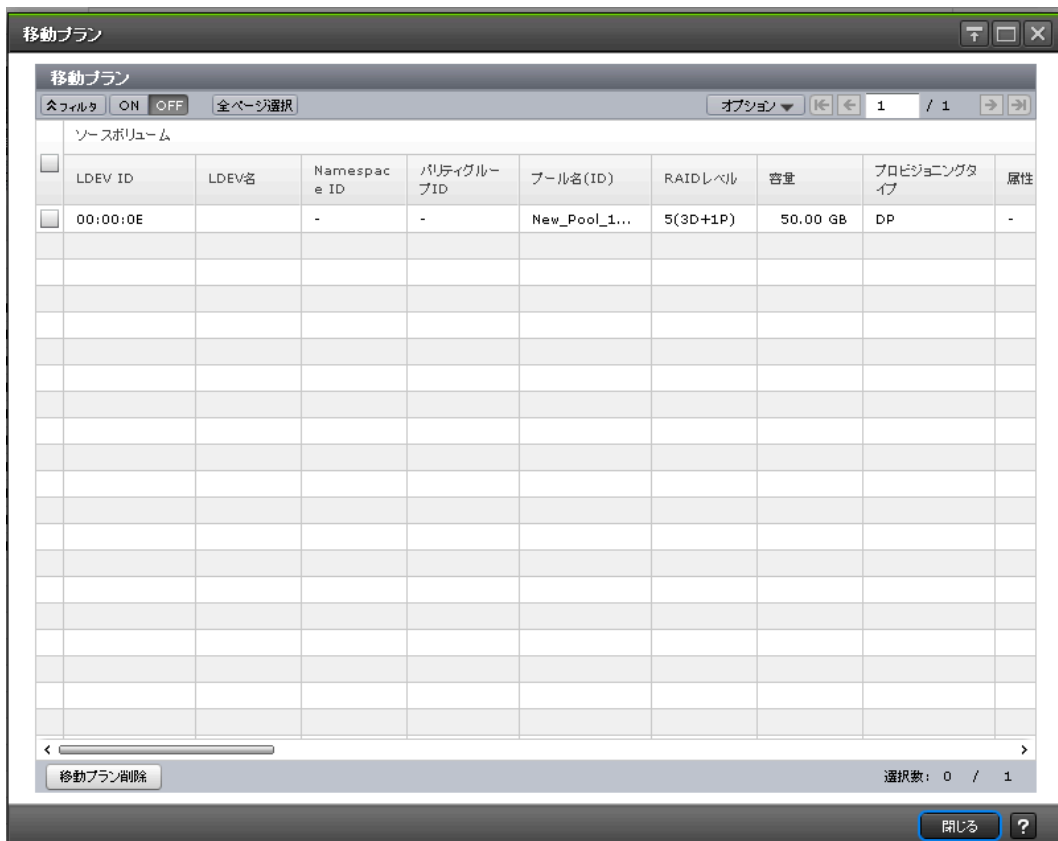 移動プラン
移動プラン
フィルタ ON OFF 全ページ選択 オプション 1 / 1
ソースボリューム
LDEV ID LDEV名 Namespac パリティグルー プール名(ID) RAIDレベル 容量 プロビジョニングタ 属性
e ID プID イプ
00:00:0E - - New_Pool_1... 5(3D+1P) 50.00 GB DP -
移動プラン削除 選択数: 0 / 1
閉じる ?